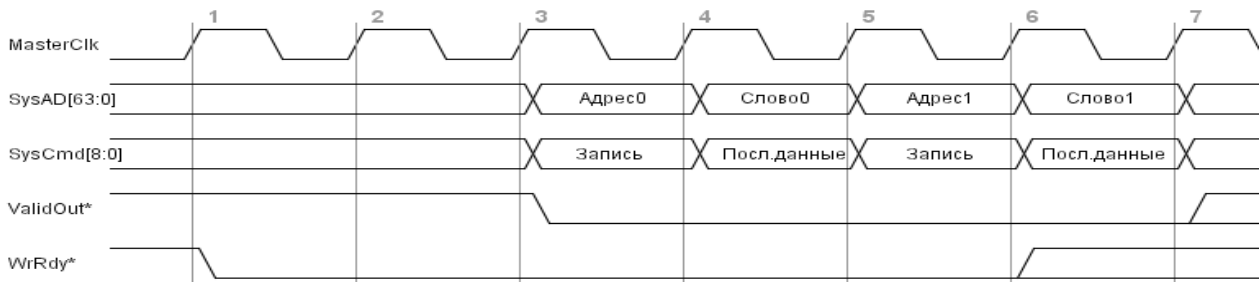 1 2 3 4 5 6 7
MasterClk
SysAD[63:0] Адрес0 Слово0 Адрес1 Слово1
SysCmd[8:0] Запись Посл.данные Запись Посл.данные
ValidOut*
WrRdy*